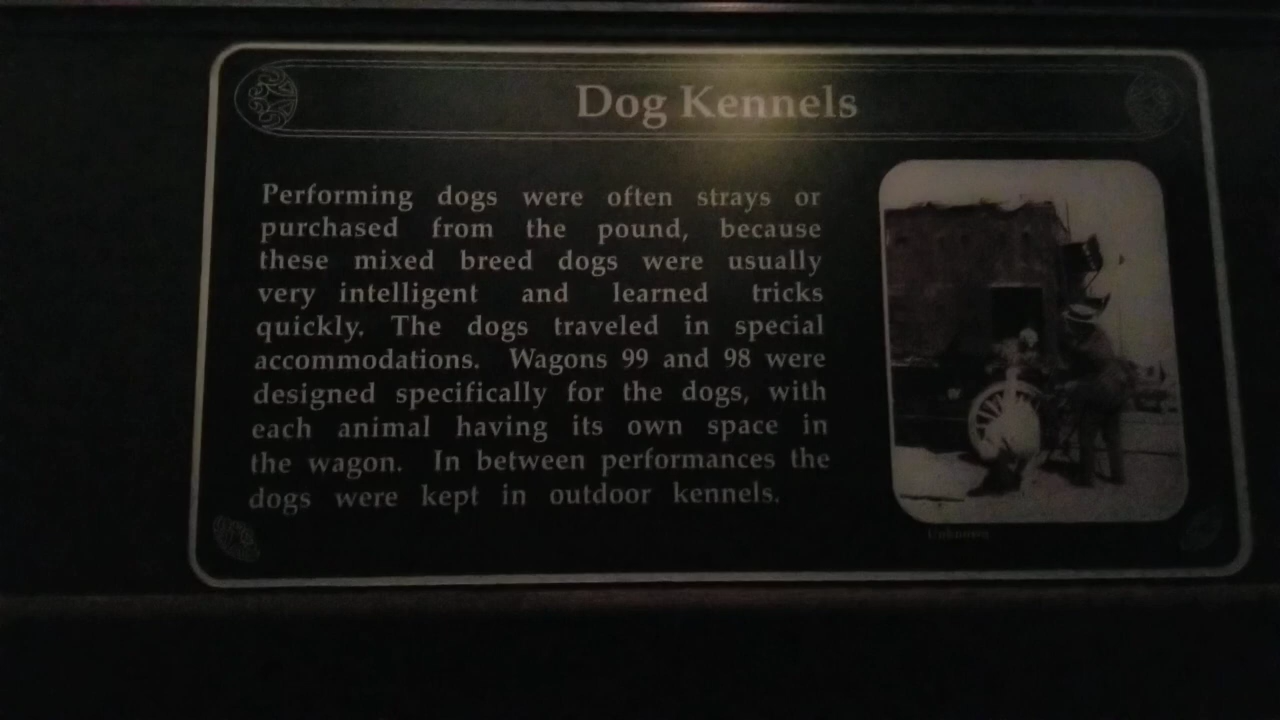 Dog Kennels
Performing dogs were often strays or
purchased from the pound, because
these mixed breed dogs were usually
very intelligent and learned tricks
quickly. The dogs traveled in special
accommodations. Wagons 99 and 98 were
designed specifically for the dogs, with
each animal having its own space in
the wagon. In between performances the
dogs were kept in outdoor kennels.
Unknown